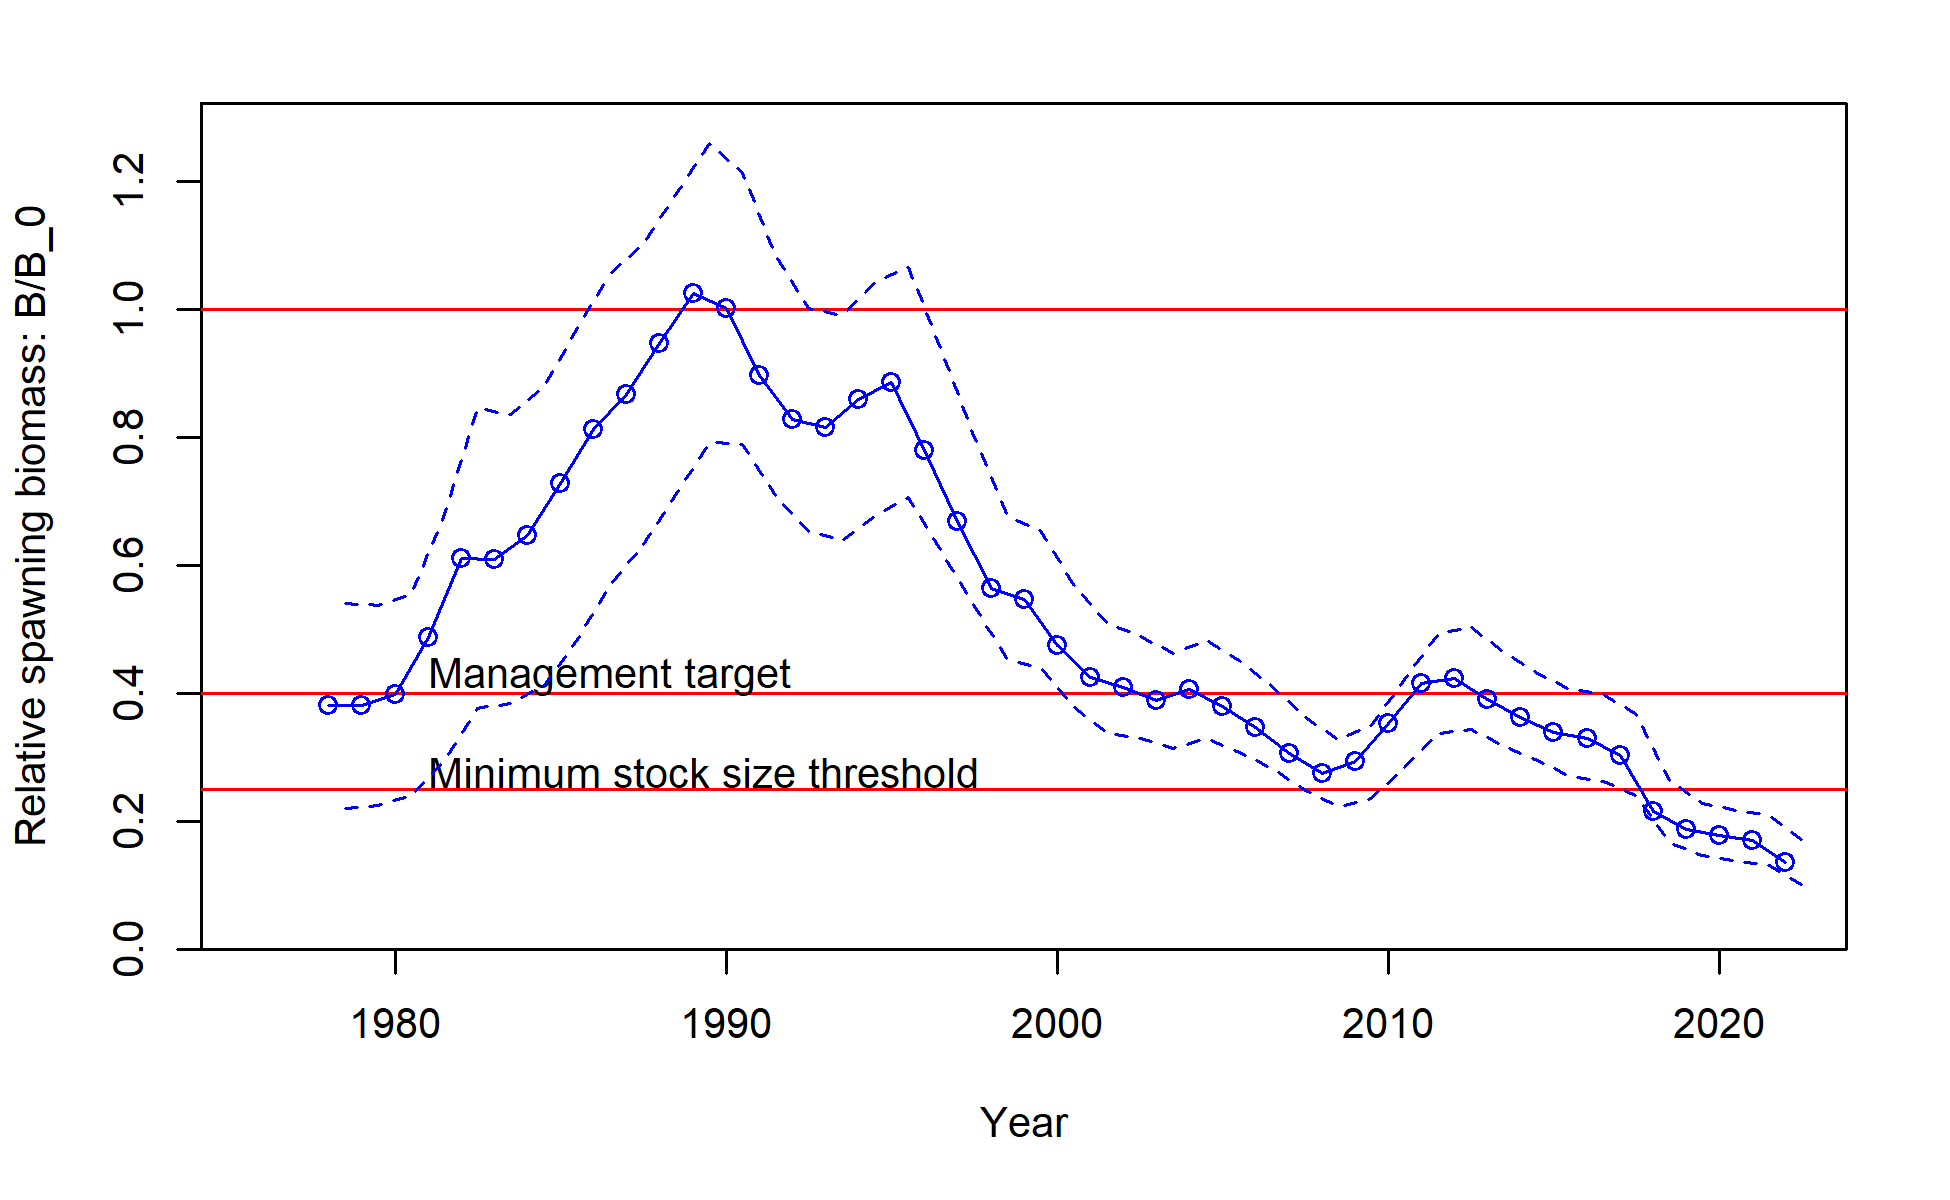 Relative spawning biomass: B/B_0
1.2
1.0
0.8
0.6
0.4
0.2
0.0
Management target
Minimum stock size threshold
1980 1990 2000 2010 2020
Year